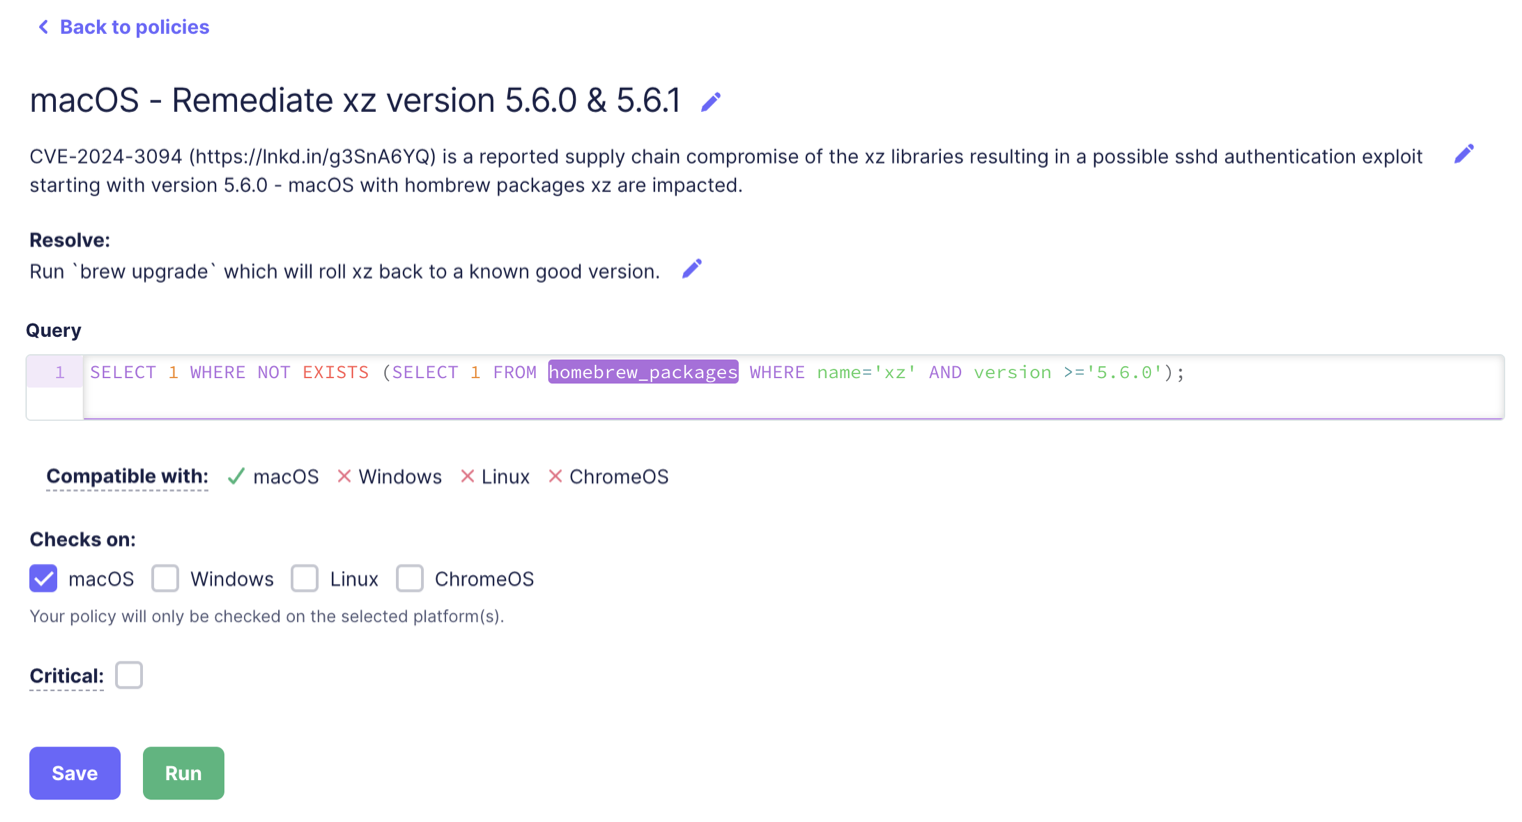 Back to policies
macOS - Remediate xz version 5.6.0 & 5.6.1
CVE-2024-3094 (https://lnkd.in/g3SnA6YQ) is a reported supply chain compromise of the xz libraries resulting in a possible sshd authentication exploit
starting with version 5.6.0 - macOS with hombrew packages xz are impacted.
Resolve:
Run `brew upgrade` which will roll xz back to a known good version.
Query
1 SELECT 1 WHERE NOT EXISTS (SELECT 1 FROM homebrew_packages WHERE name='xz' AND version >='5.6.0');
Compatible with: macOS Windows Linux ChromeOS
Checks on:
macOS Windows Linux ChromeOS
Your policy will only be checked on the selected platform(s).
Critical:
Save Run